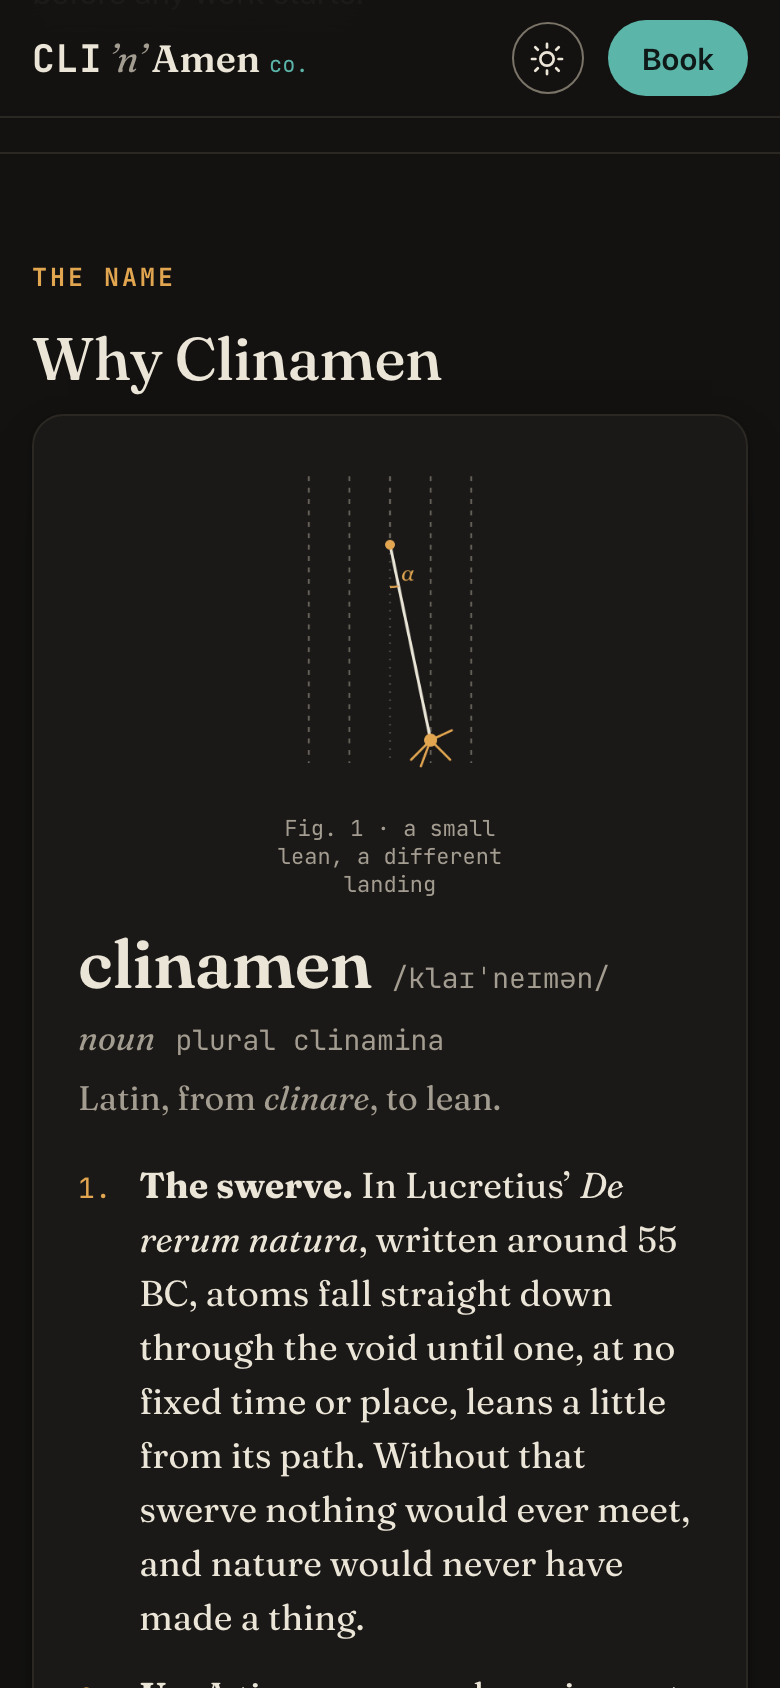 CLI 'n' Amen co.
Book
THE NAME
Why Clinamen
α
Fig. 1 · a small
lean, a different
landing
clinamen /klaɪˈneɪmən/
noun plural clinamina
Latin, from clinare, to lean.
1. The swerve. In Lucretius’ De
rerum natura, written around 55
BC, atoms fall straight down
through the void until one, at no
fixed time or place, leans a little
from its path. Without that
swerve nothing would ever meet,
and nature would never have
made a thing.